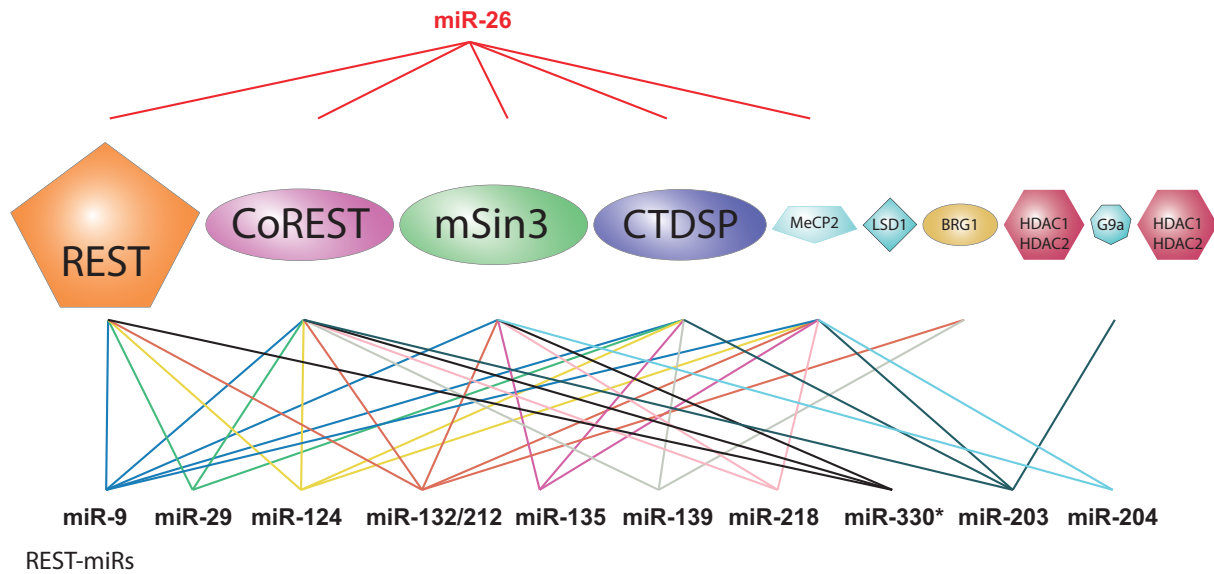 miR-26
REST
CoREST
mSin3
CTDSP
MeCP2
LSD1
BRG1
HDAC1
HDAC2
G9a
HDAC1
HDAC2
miR-9
miR-29
miR-124
miR-132/212
miR-135
miR-139
miR-218
miR-330*
miR-203
miR-204
REST-miRs